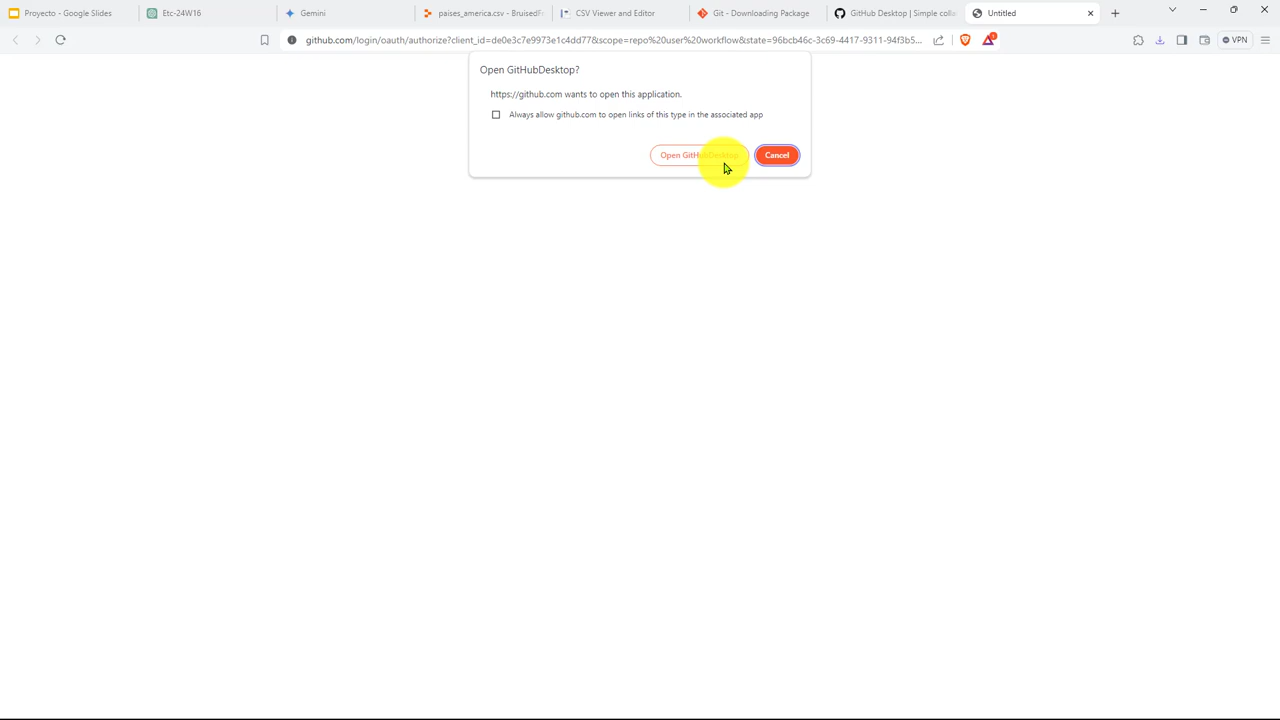 Proyecto - Google Slides
Etc-24W16
Gemini
paises_america.csv - BruisedFr
CSV Viewer and Editor
Git - Downloading Package
GitHub Desktop | Simple colla
Untitled
github.com/login/oauth/authorize?client_id=de0e3c7e9973e1c4dd77&scope=repo%20user%20workflow&state=96bcb46c-3c69-4417-9311-94f3b5...
VPN
Open GitHubDesktop?
https://github.com wants to open this application.
Always allow github.com to open links of this type in the associated app
Open GitHubDesktop
Cancel